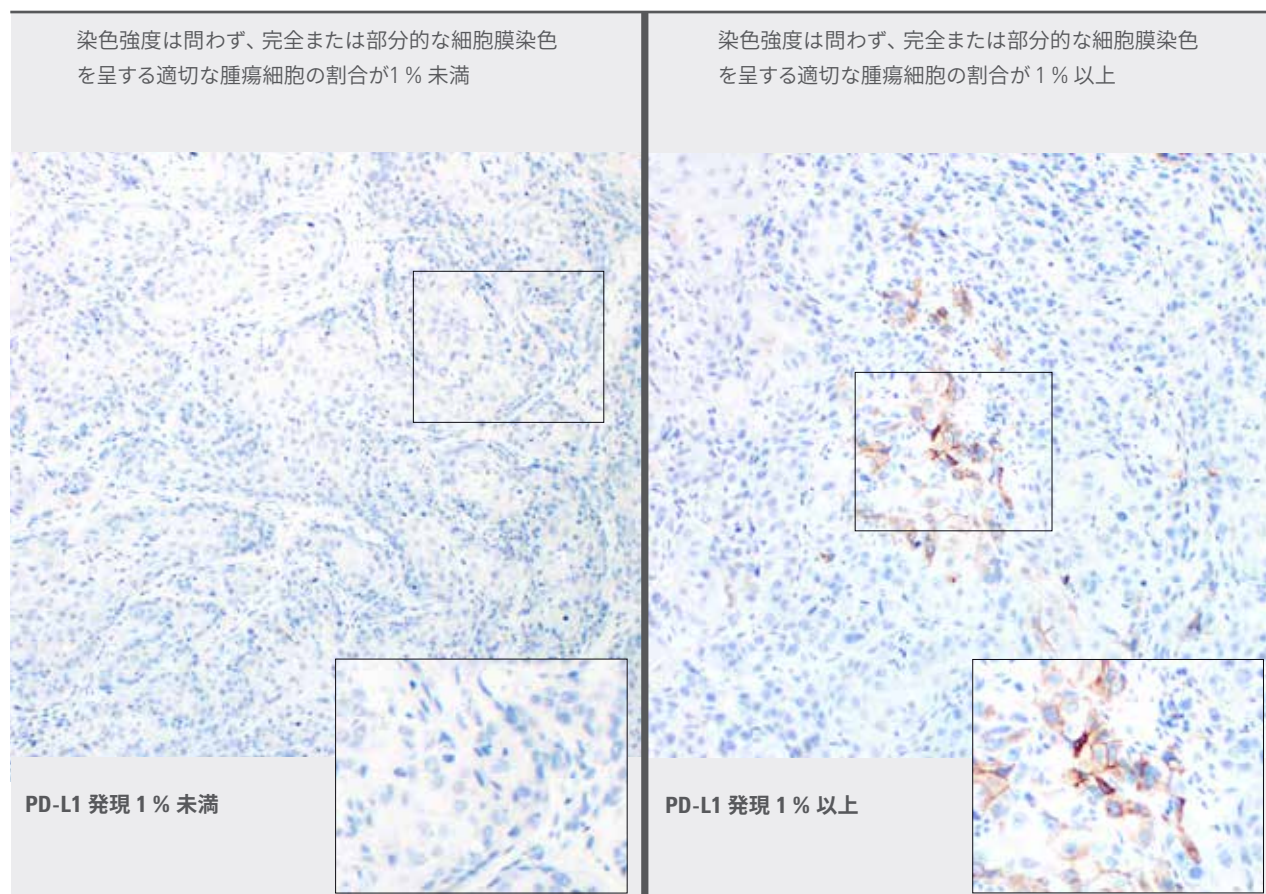 染色強度は問わず、完全または部分的な細胞膜染色
を呈する適切な腫瘍細胞の割合が1 % 未満
PD-L1 発現 1 % 未満
染色強度は問わず、完全または部分的な細胞膜染色
を呈する適切な腫瘍細胞の割合が 1 % 以上
PD-L1 発現 1 % 以上